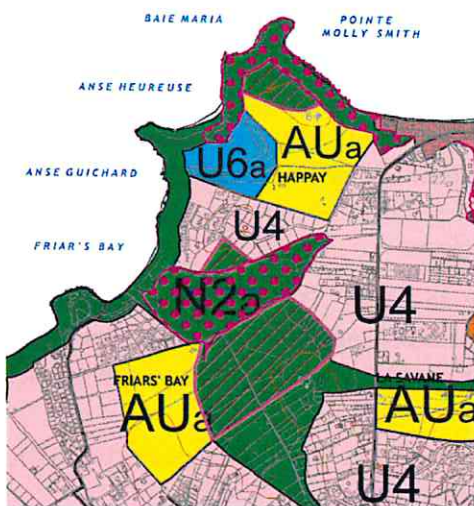 BAIE MARIA
POINTE
MOLLY SMITH
ANSE HEUREUSE
AUa
U6a
HAPPAY
ANSE GUICHARD
U4
FRIAR'S BAY
N2a
U4
FRIARS' BAY
LA SAVANE
AUa
AUa
U4